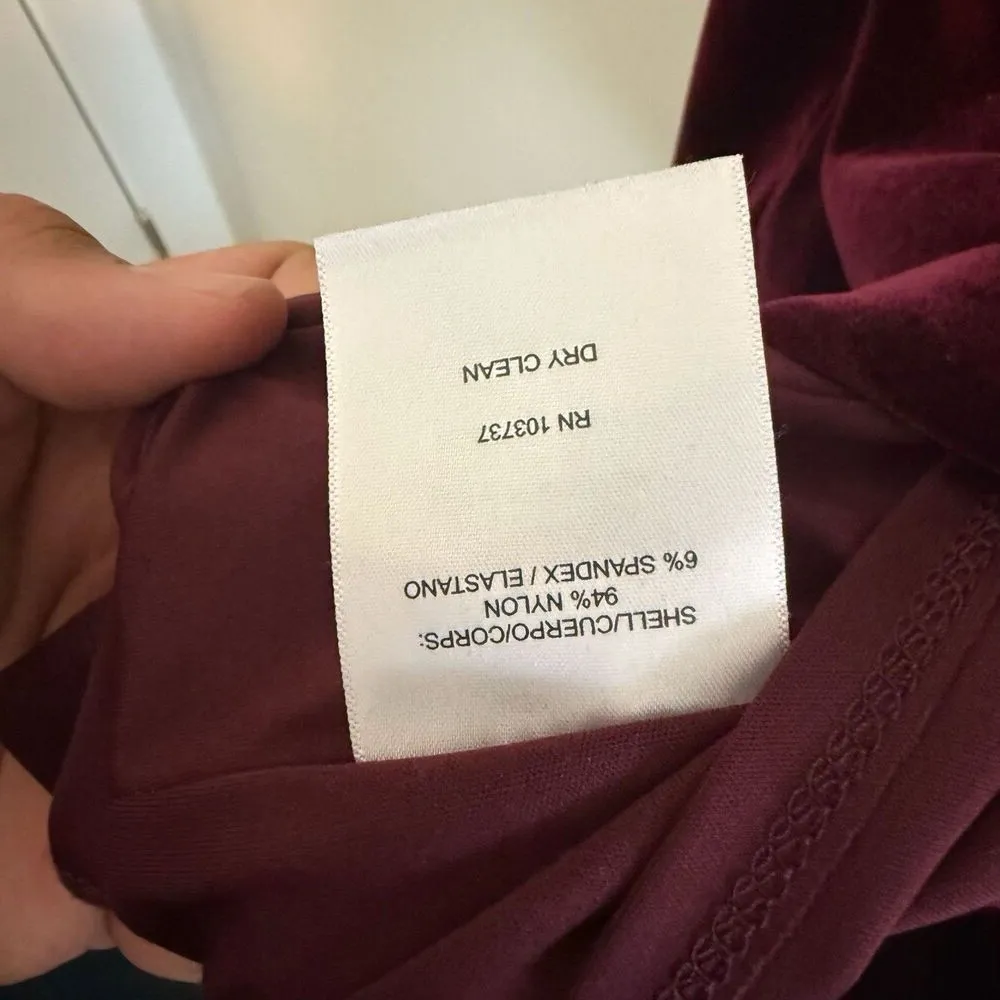 SHELL/CUERPO/CORPS:
94% NYLON
6% SPANDEX / ELASTANO
RN 103737
DRY CLEAN